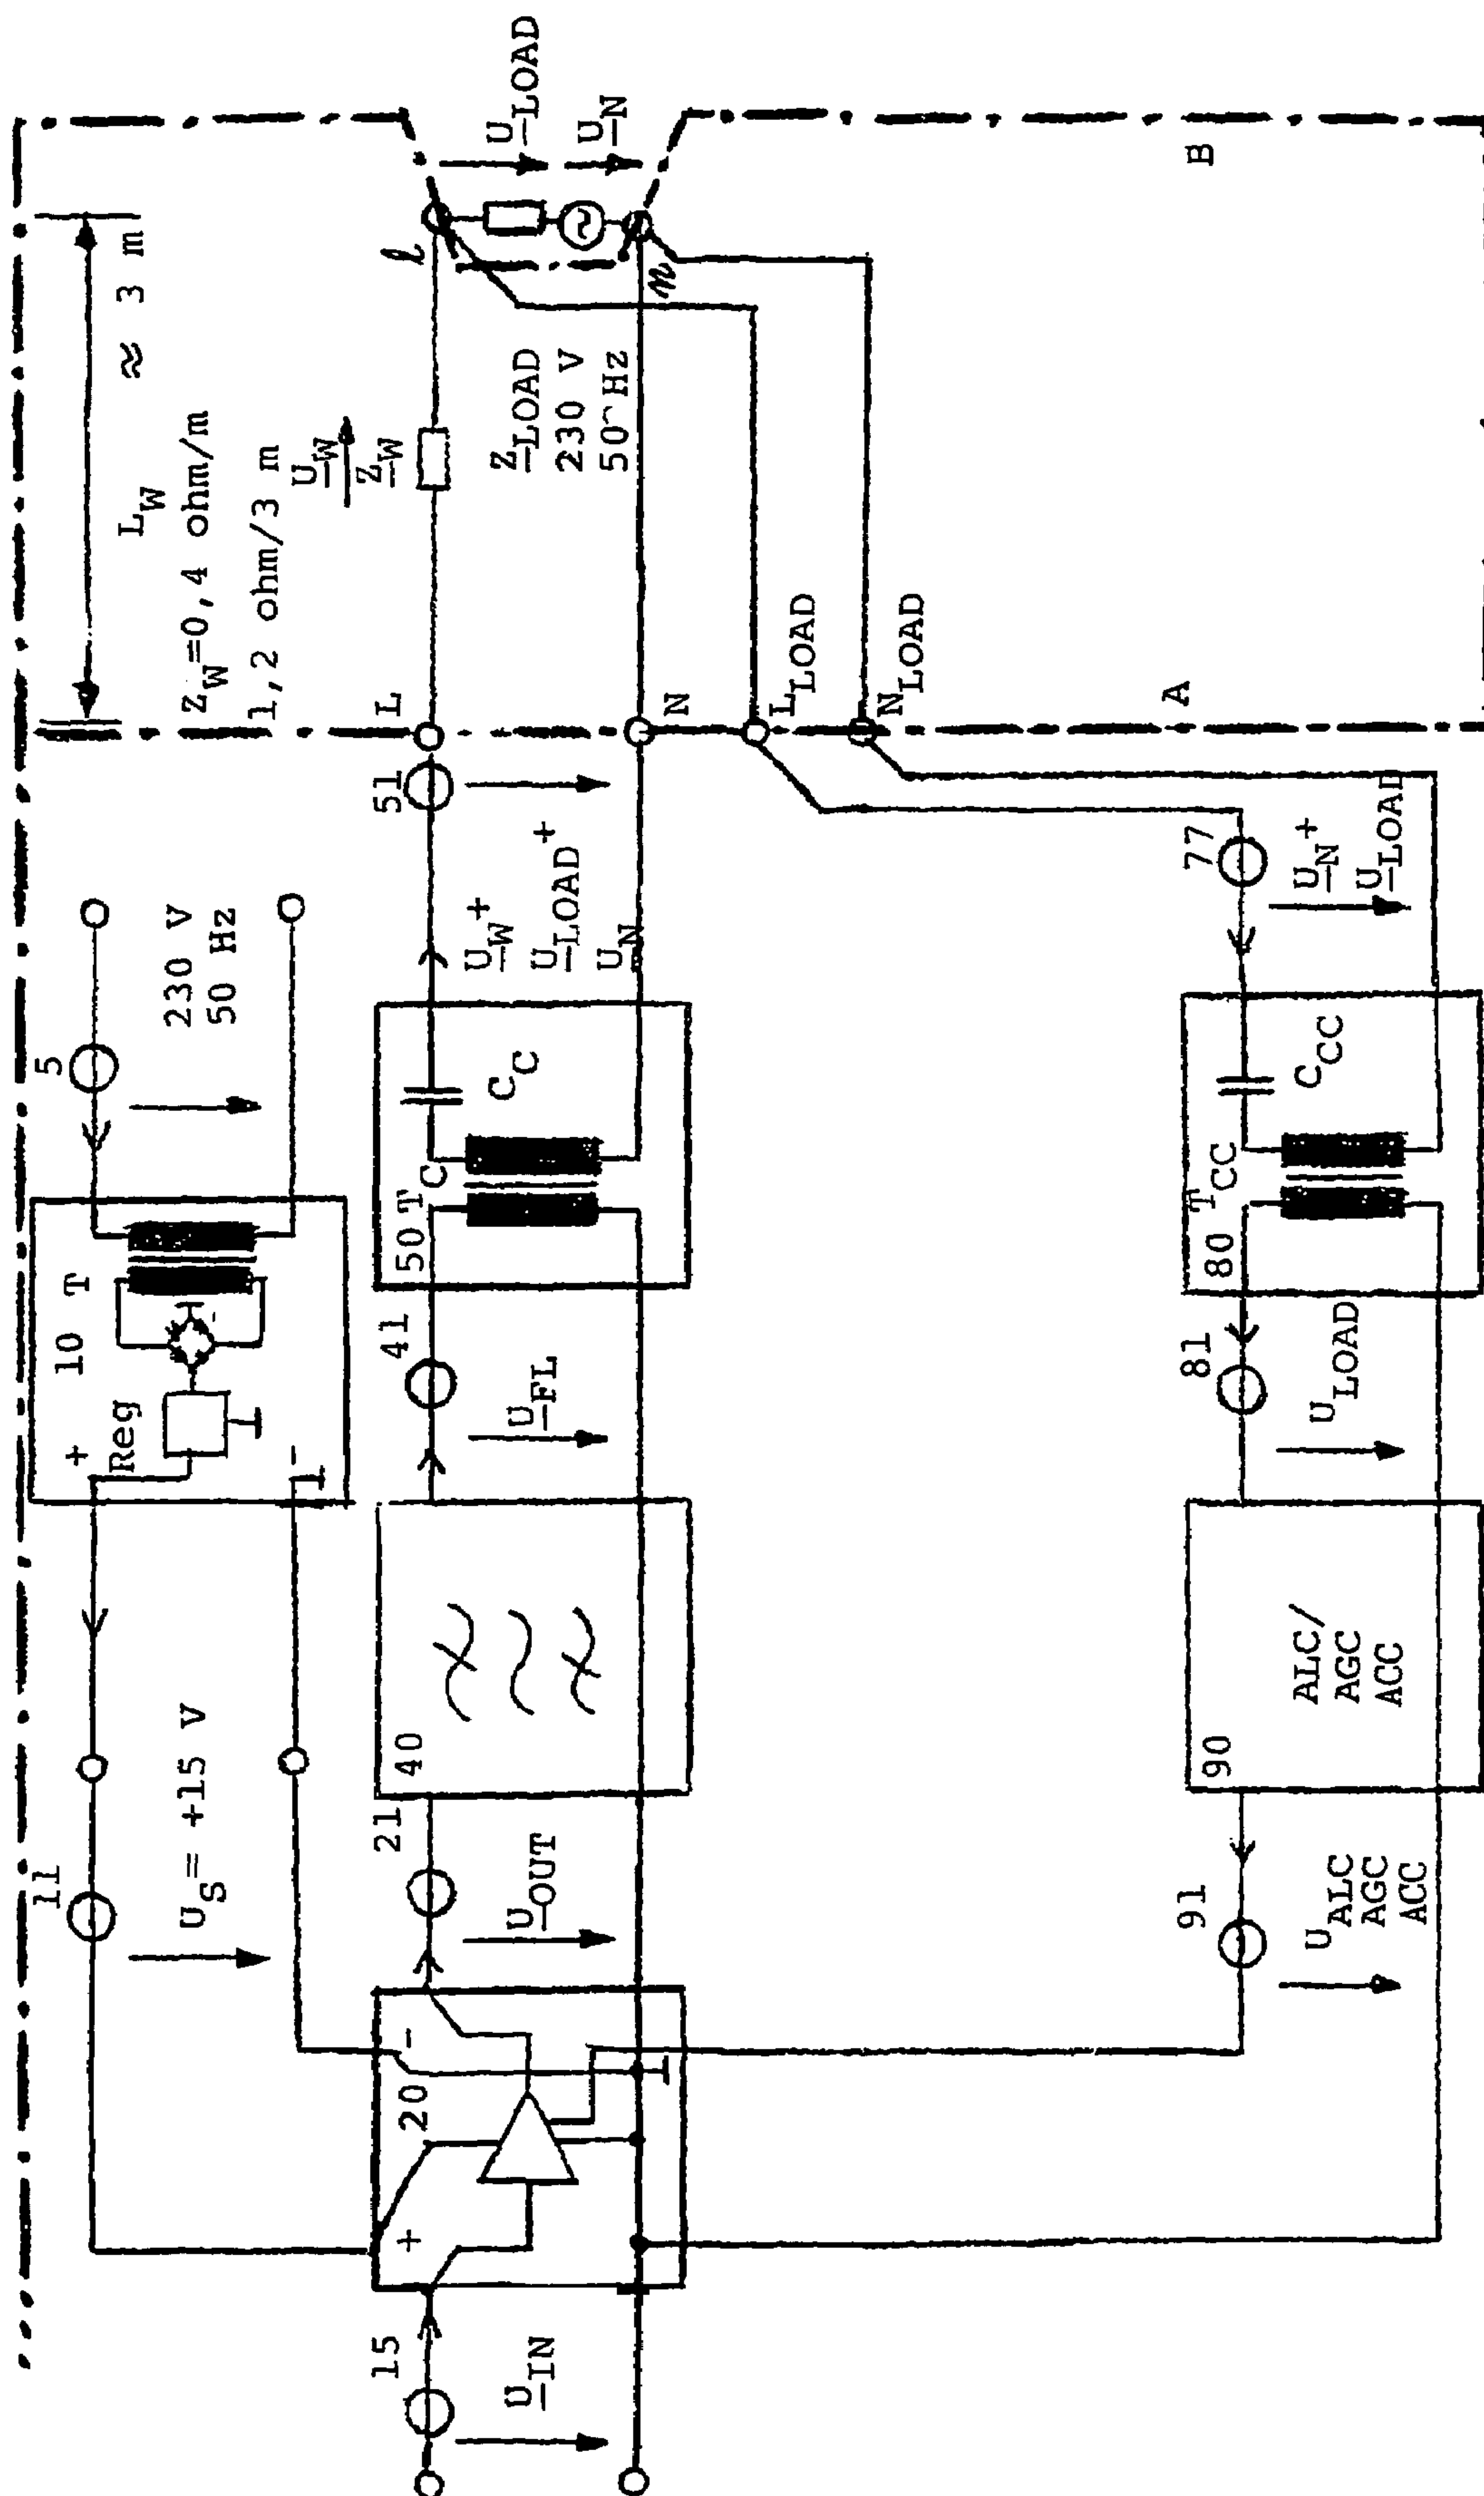 L_W ≈ 3 m
Z_W=0,4 ohm/m
1,2 ohm/3 m
5
230 V
50 Hz
10 T
+
Reg
-
-
11
U_S= +15 V
15
U_IN
+
20
-
21
U_OUT
40
41
U_FL
50
T_C
C_C
51
U_W+
U_LOAD+
U_N
L
N
U_W
Z_W
Z_LOAD
230 V
50 Hz
l
n
U_LOAD
U_N
L_LOAD
N_LOAD
A
B
77
U_N+
U_LOAD
80
T_CC
C_CC
81
U_LOAD
90
ALC/
AGC
ACC
91
U_ALC
AGC
ACC